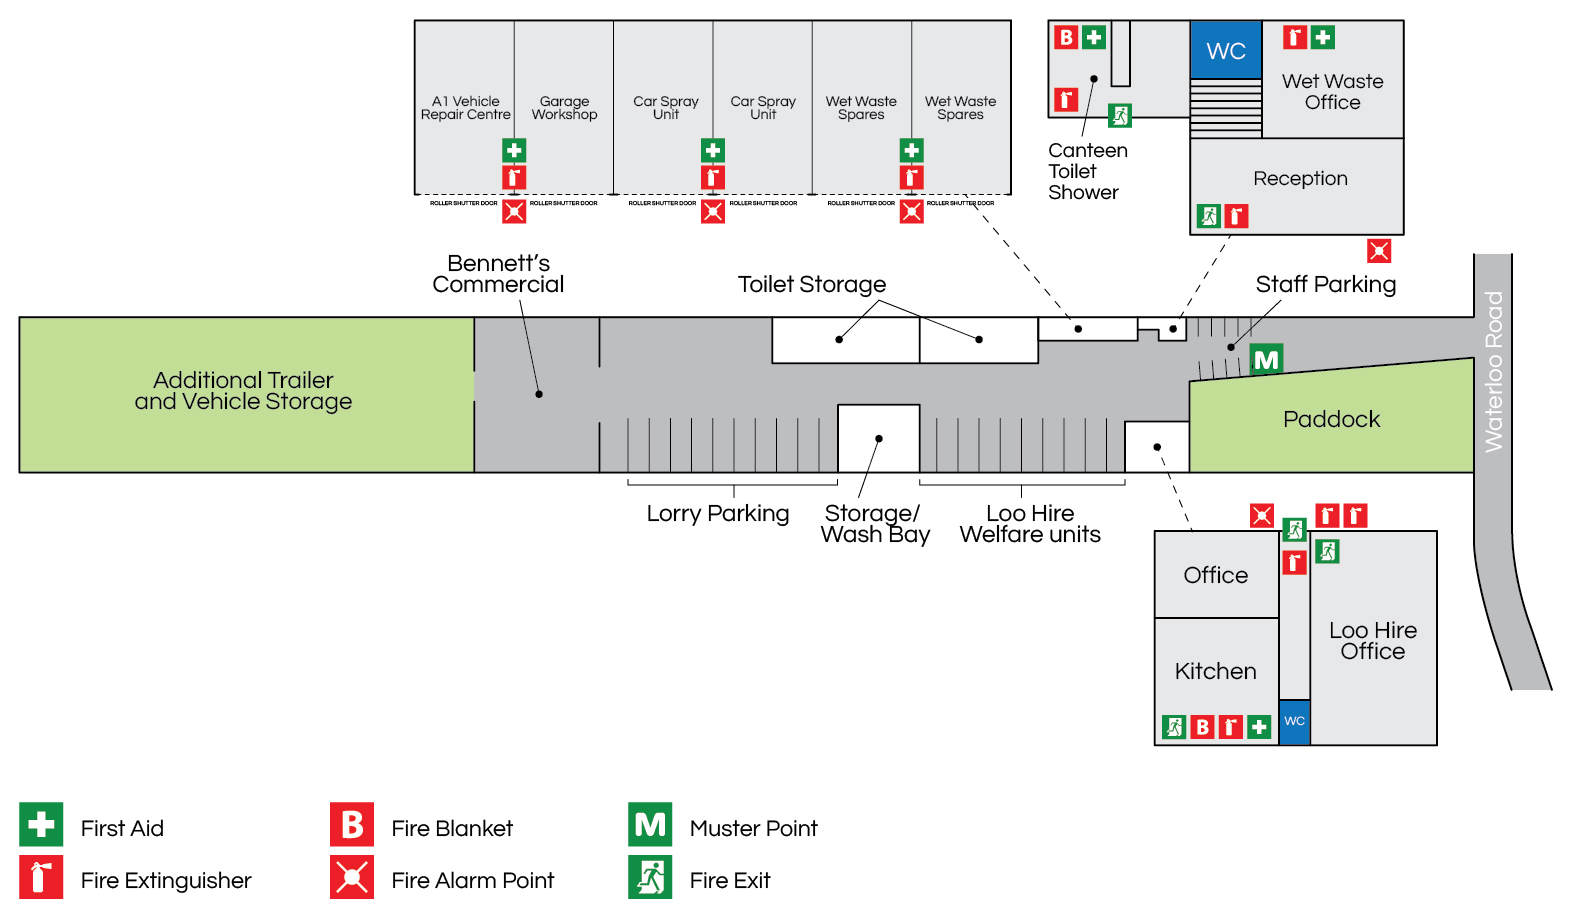 A1 Vehicle
Repair Centre
Garage
Workshop
Car Spray
Unit
Car Spray
Unit
Wet Waste
Spares
Wet Waste
Spares
ROLLER SHUTTER DOOR
ROLLER SHUTTER DOOR
ROLLER SHUTTER DOOR
ROLLER SHUTTER DOOR
ROLLER SHUTTER DOOR
ROLLER SHUTTER DOOR
B
WC
Wet Waste
Office
Canteen
Toilet
Shower
Reception
Bennett's
Commercial
Toilet Storage
Staff Parking
Waterloo Road
M
Additional Trailer
and Vehicle Storage
Paddock
Lorry Parking
Storage/
Wash Bay
Loo Hire
Welfare units
Office
Kitchen
Loo Hire
Office
B
WC
First Aid
B
Fire Blanket
M
Muster Point
Fire Extinguisher
Fire Alarm Point
Fire Exit